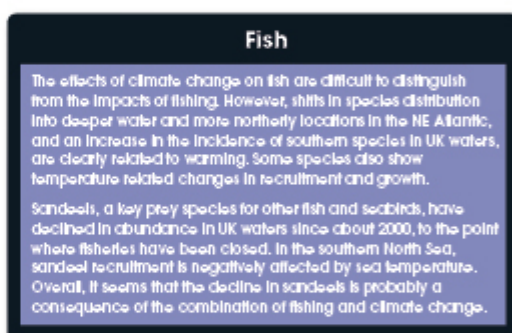 Fish
The effects of climate change on fish are difficult to distinguish
from the impacts of fishing. However, shifts in species distribution
into deeper water and more northerly locations in the NE Atlantic,
and an increase in the incidence of southern species in UK waters,
are clearly related to warming. Some species also show
temperature related changes in recruitment and growth.
Sandeels, a key prey species for other fish and seabirds, have
declined in abundance in UK waters since about 2000, to the point
where fisheries have been closed. In the southern North Sea,
sandeel recruitment is negatively affected by sea temperature.
Overall, it seems that the decline in sandeels is probably a
consequence of the combination of fishing and climate change.